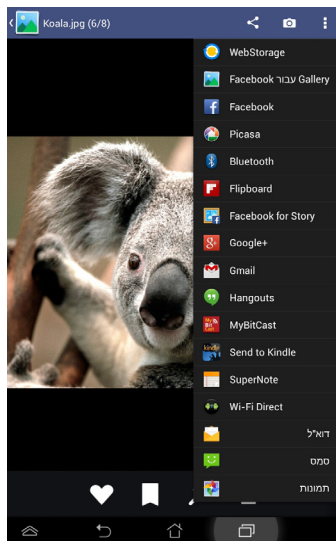 Koala.jpg (6/8)
WebStorage
Facebook עבור Gallery
Facebook
Picasa
Bluetooth
Flipboard
Facebook for Story
Google+
Gmail
Hangouts
MyBitCast
Send to Kindle
SuperNote
Wi-Fi Direct
דוא"ל
סמס
תמונות